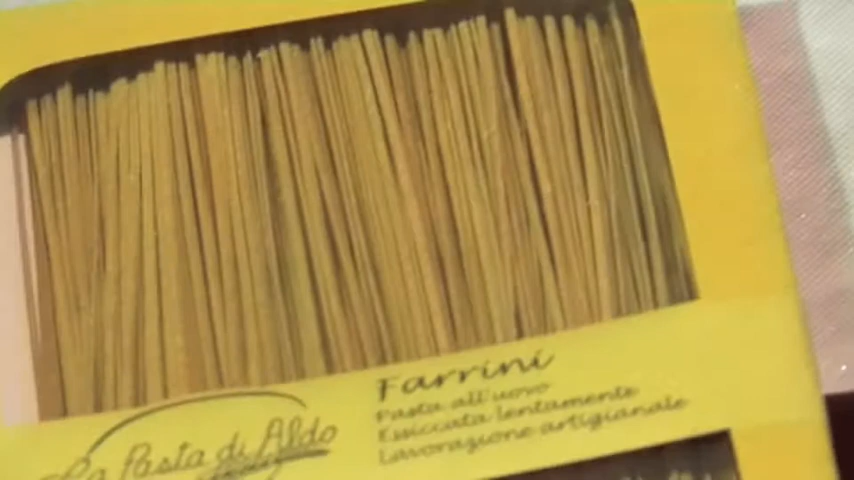 Farrini
Pasta all'uovo
Essiccata lentamente
Lavorazione artigianale
La Pasta di Aldo